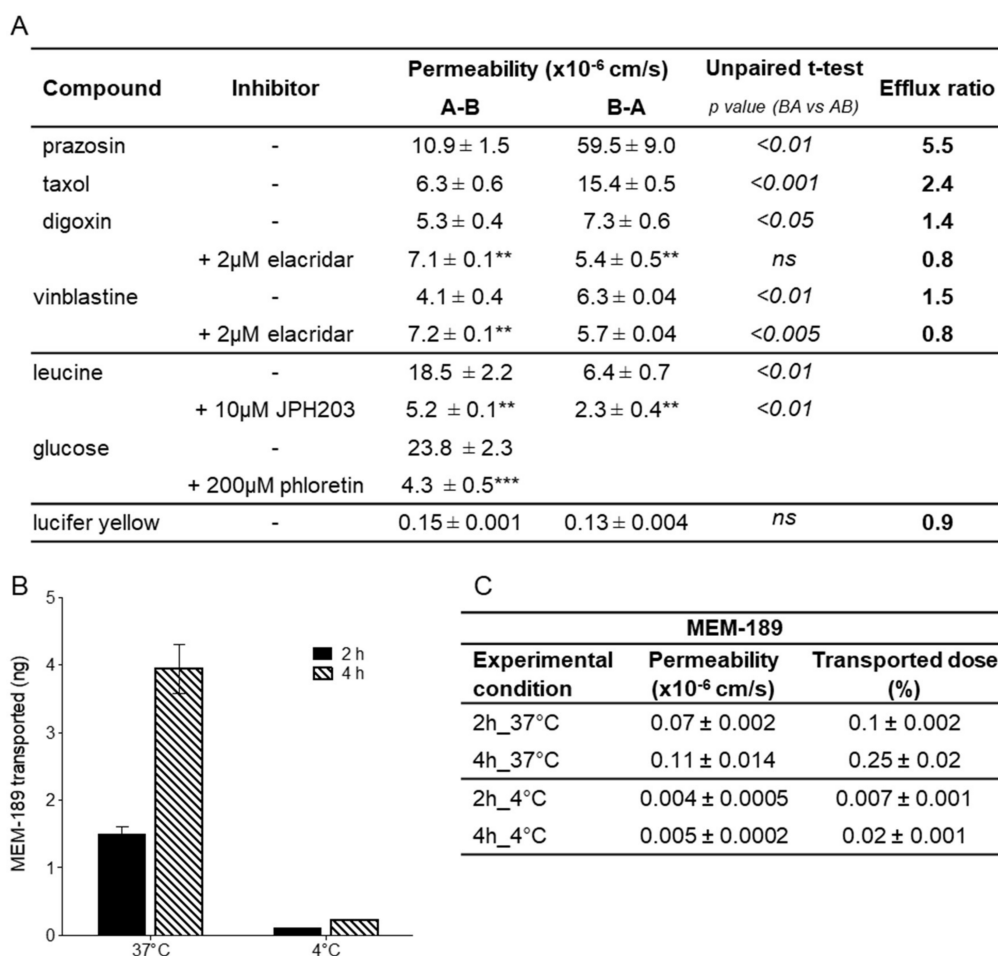 A
Compound Inhibitor Permeability (x10⁻⁶ cm/s) Unpaired t-test Efflux ratio
A-B B-A p value (BA vs AB)
prazosin - 10.9 ± 1.5 59.5 ± 9.0 <0.01 5.5
taxol - 6.3 ± 0.6 15.4 ± 0.5 <0.001 2.4
digoxin - 5.3 ± 0.4 7.3 ± 0.6 <0.05 1.4
+ 2µM elacridar 7.1 ± 0.1** 5.4 ± 0.5** ns 0.8
vinblastine - 4.1 ± 0.4 6.3 ± 0.04 <0.01 1.5
+ 2µM elacridar 7.2 ± 0.1** 5.7 ± 0.04 <0.005 0.8
leucine - 18.5 ± 2.2 6.4 ± 0.7 <0.01
+ 10µM JPH203 5.2 ± 0.1** 2.3 ± 0.4** <0.01
glucose - 23.8 ± 2.3
+ 200µM phloretin 4.3 ± 0.5***
lucifer yellow - 0.15 ± 0.001 0.13 ± 0.004 ns 0.9
B
MEM-189 transported (ng)
5
4
3
2
1
0
2 h
4 h
37°C 4°C
C
MEM-189
Experimental Permeability Transported dose
condition (x10⁻⁶ cm/s) (%)
2h_37°C 0.07 ± 0.002 0.1 ± 0.002
4h_37°C 0.11 ± 0.014 0.25 ± 0.02
2h_4°C 0.004 ± 0.0005 0.007 ± 0.001
4h_4°C 0.005 ± 0.0002 0.02 ± 0.001